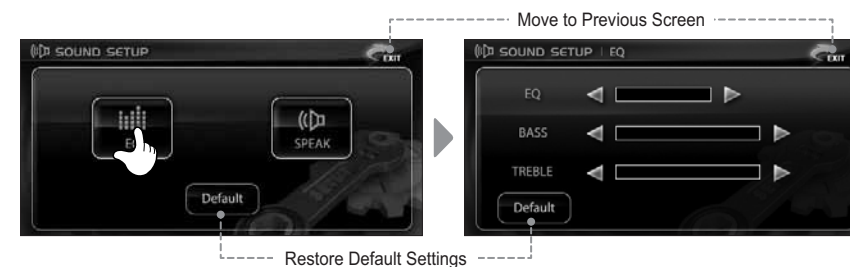 Move to Previous Screen
SOUND SETUP
EXIT
EQ
SPEAK
Default
SOUND SETUP | EQ
EXIT
EQ
BASS
TREBLE
Default
Restore Default Settings